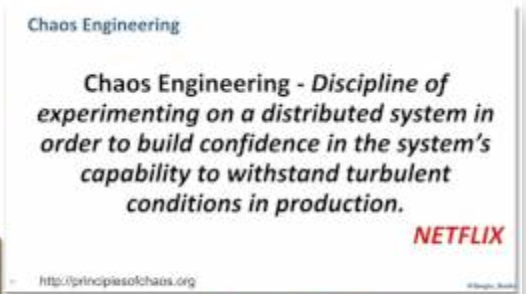 Chaos Engineering
Chaos Engineering - Discipline of
experimenting on a distributed system in
order to build confidence in the system's
capability to withstand turbulent
conditions in production.
NETFLIX
http://principlesofchaos.org